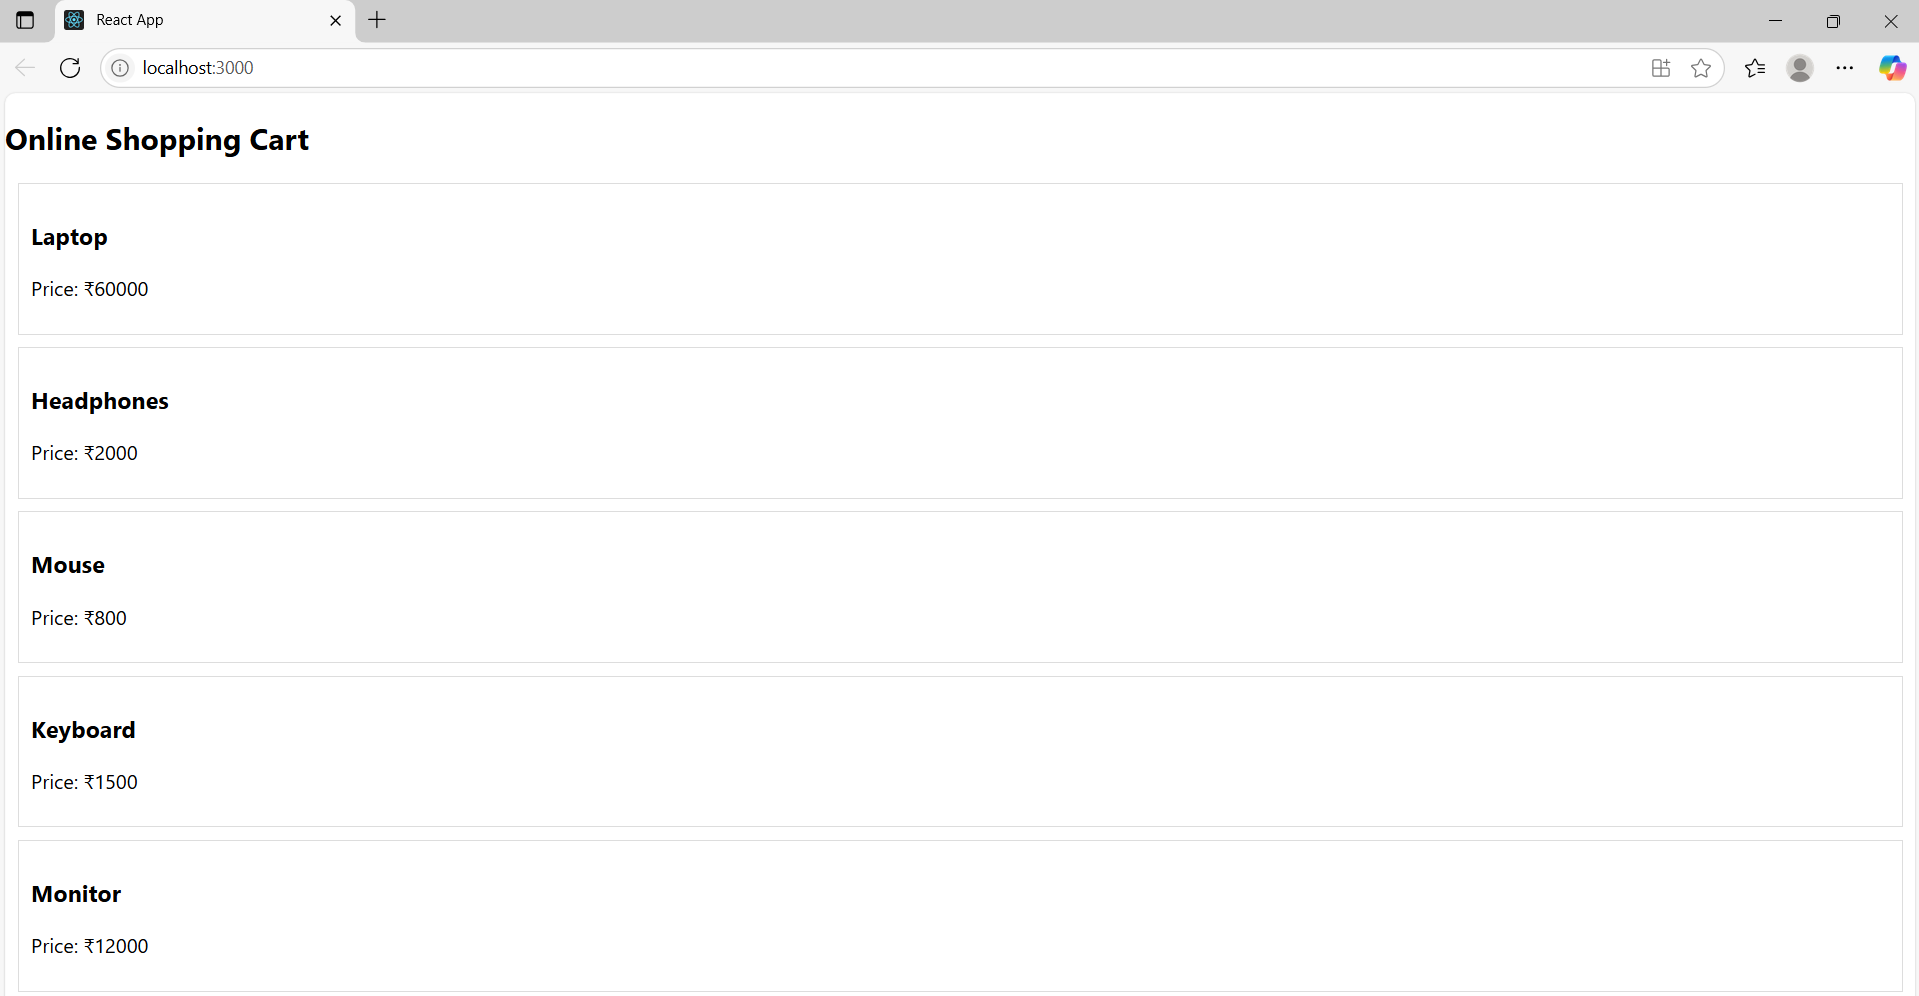 React App
localhost:3000
Online Shopping Cart
Laptop
Price: ₹60000
Headphones
Price: ₹2000
Mouse
Price: ₹800
Keyboard
Price: ₹1500
Monitor
Price: ₹12000